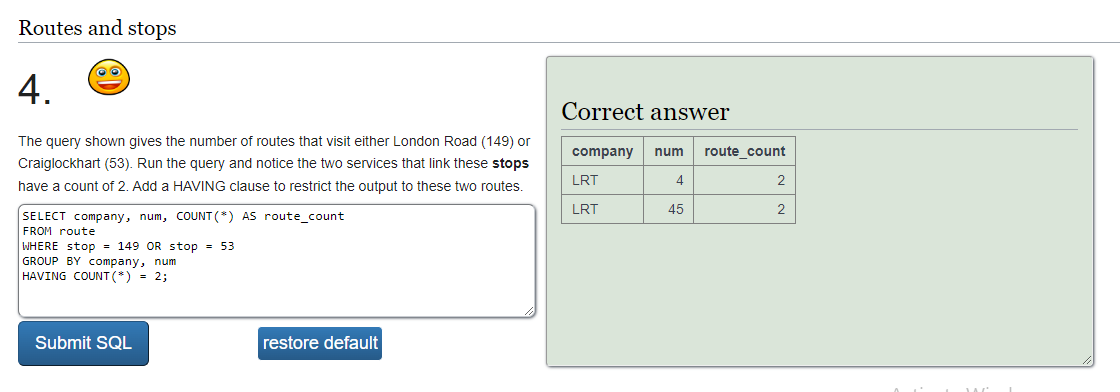 Routes and stops
4.
The query shown gives the number of routes that visit either London Road (149) or
Craiglockhart (53). Run the query and notice the two services that link these stops
have a count of 2. Add a HAVING clause to restrict the output to these two routes.
SELECT company, num, COUNT(*) AS route_count
FROM route
WHERE stop = 149 OR stop = 53
GROUP BY company, num
HAVING COUNT(*) = 2;
Submit SQL
restore default
Correct answer
company num route_count
LRT 4 2
LRT 45 2